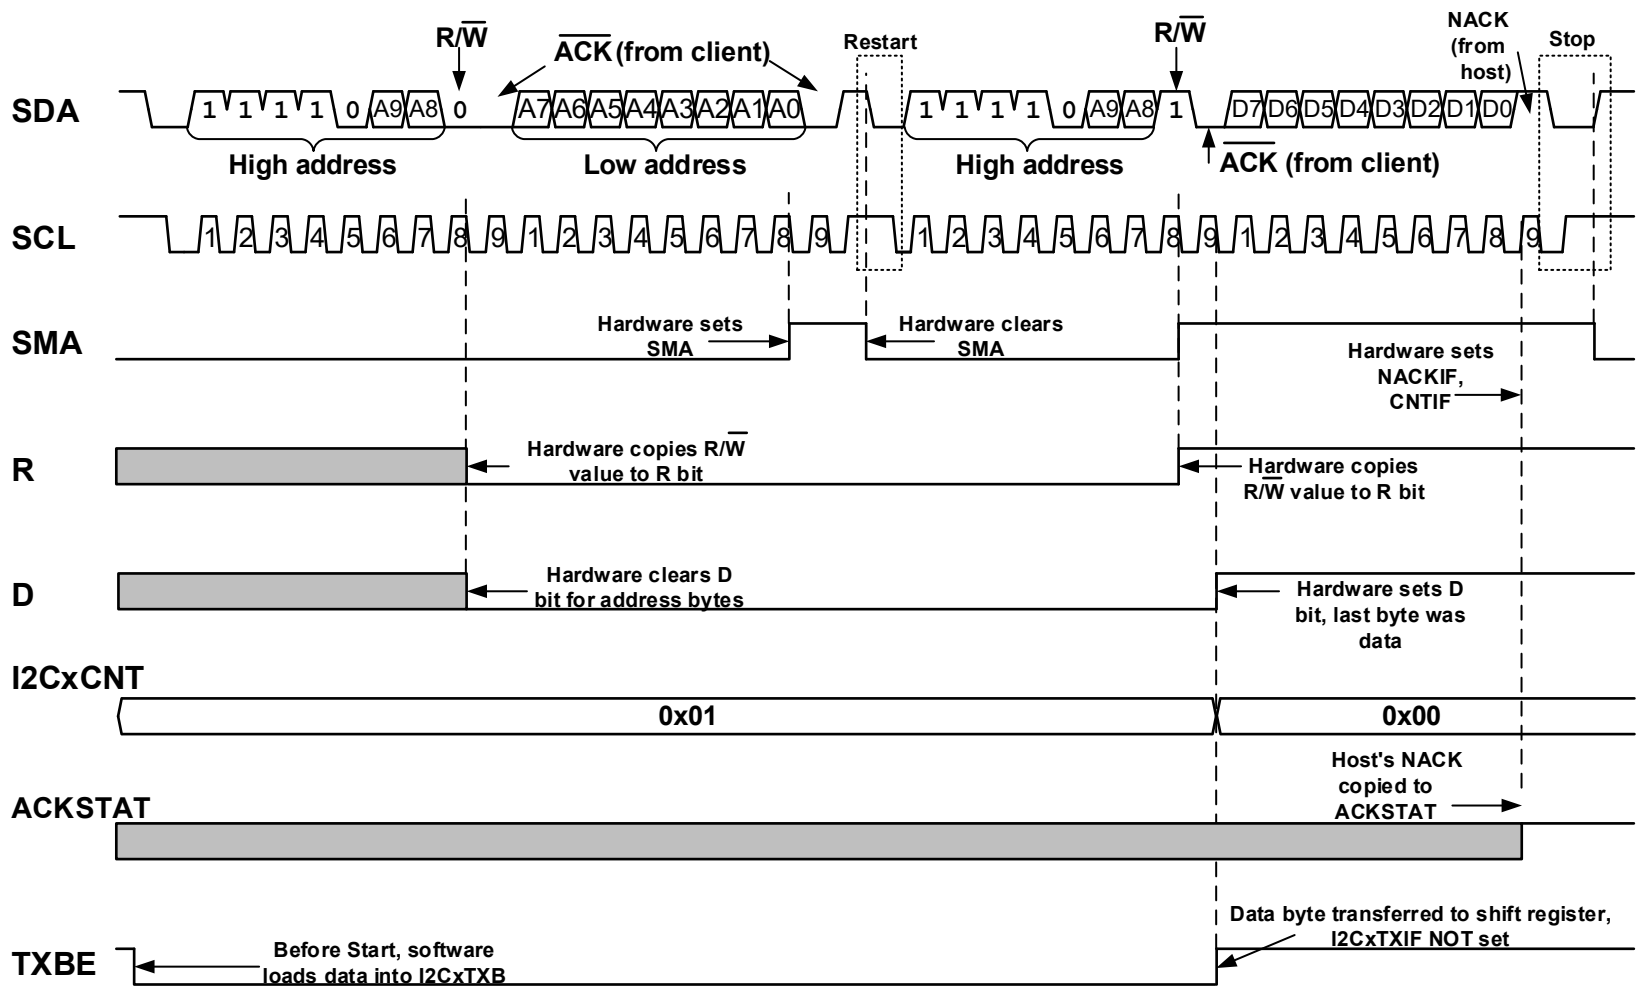 R/W
ACK (from client)
Restart
R/W
NACK
(from
host)
Stop
SDA
1 1 1 1 0 A9 A8 0 A7 A6 A5 A4 A3 A2 A1 A0 1 1 1 1 0 A9 A8 1 D7 D6 D5 D4 D3 D2 D1 D0
High address
Low address
High address
ACK (from client)
SCL
1 2 3 4 5 6 7 8 9 1 2 3 4 5 6 7 8 9 1 2 3 4 5 6 7 8 9 1 2 3 4 5 6 7 8 9
SMA
Hardware sets
SMA
Hardware clears
SMA
Hardware sets
NACKIF,
CNTIF
R
Hardware copies R/W
value to R bit
Hardware copies
R/W value to R bit
D
Hardware clears D
bit for address bytes
Hardware sets D
bit, last byte was
data
I2CxCNT
0x01
0x00
ACKSTAT
Host's NACK
copied to
ACKSTAT
TXBE
Before Start, software
loads data into I2CxTXB
Data byte transferred to shift register,
I2CxTXIF NOT set